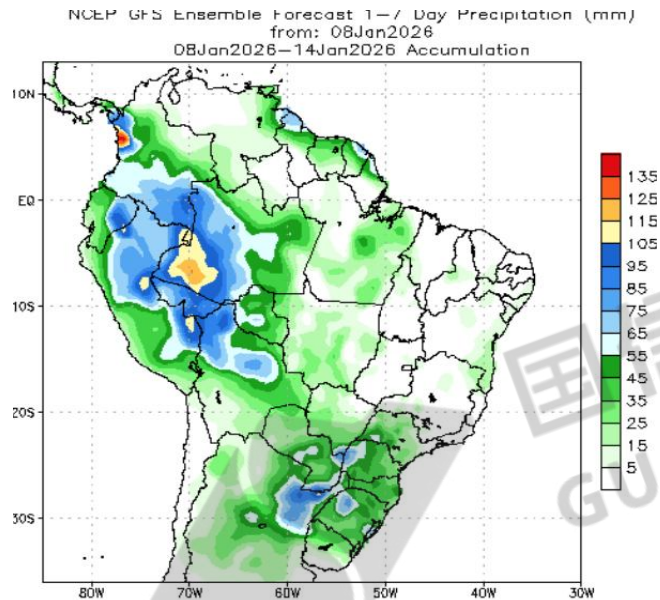 NCEP GFS Ensemble Forecast 1–7 Day Precipitation (mm)
from: 08Jan2026
08Jan2026–14Jan2026 Accumulation
10N
EQ
10S
20S
30S
80W
70W
60W
50W
40W
30W
135
125
115
105
95
85
75
65
55
45
35
25
15
5
国信
GU